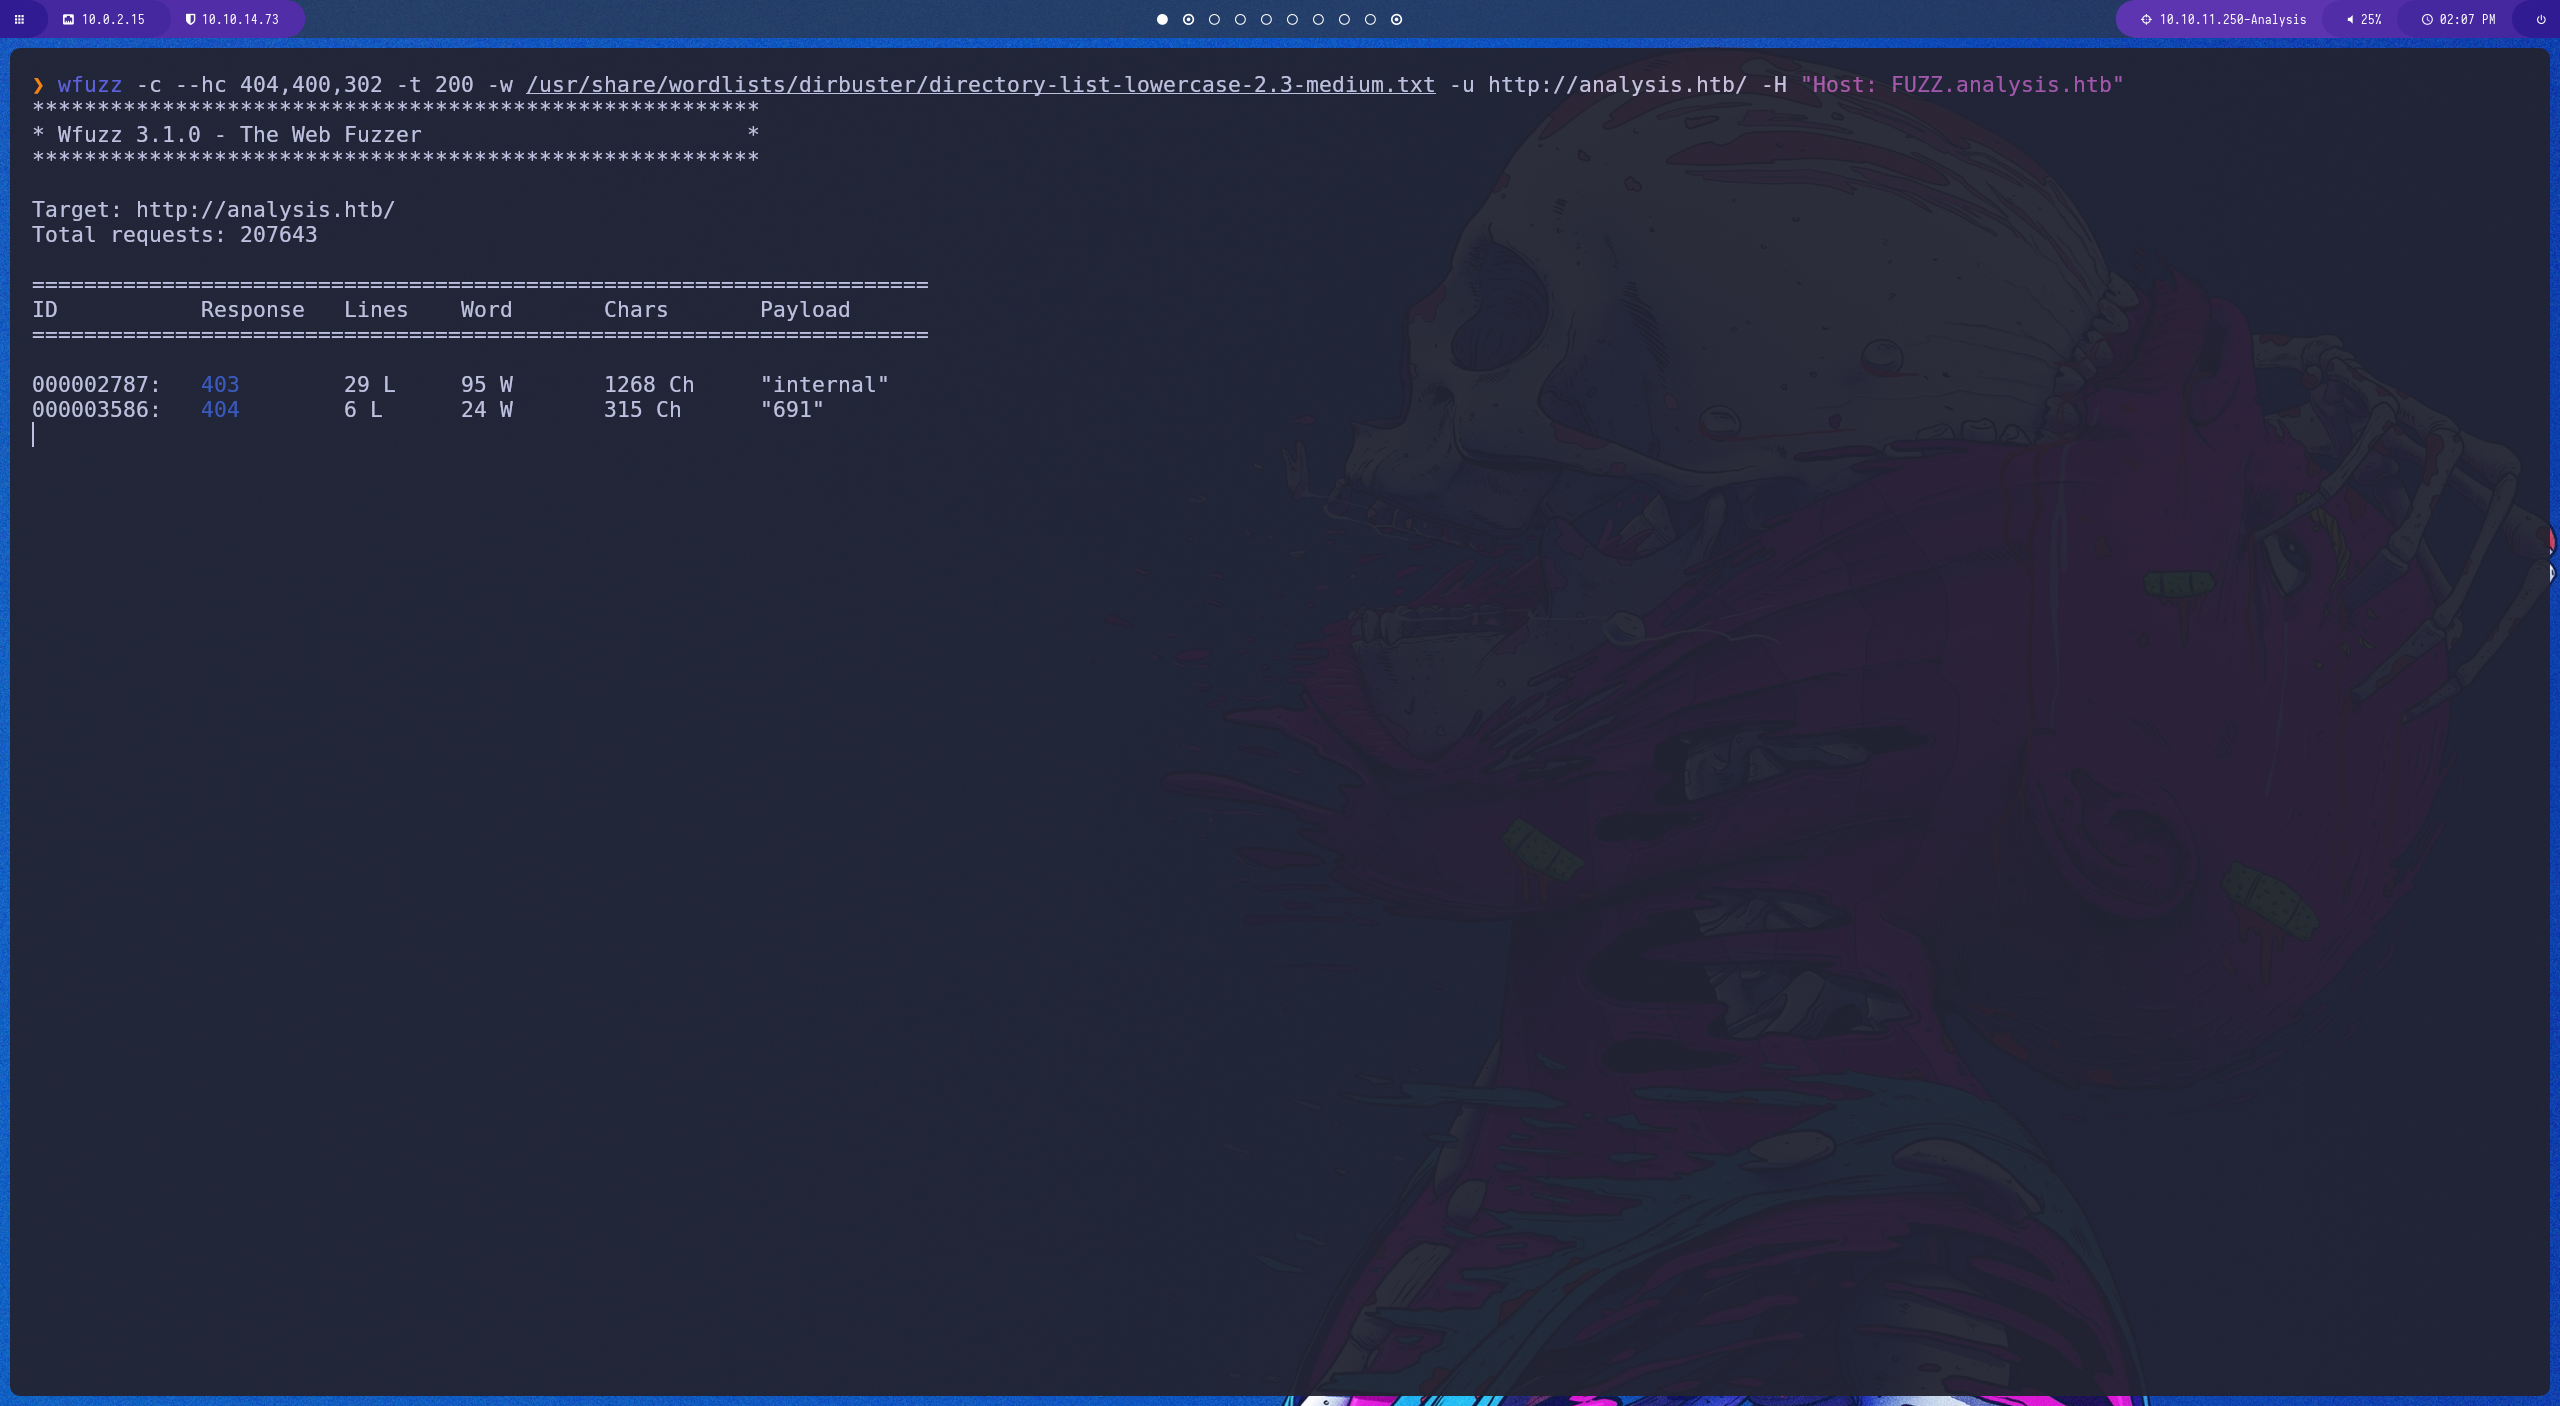 10.0.2.15 10.10.14.73 10.10.11.250-Analysis 25% 02:07 PM
❯ wfuzz -c --hc 404,400,302 -t 200 -w /usr/share/wordlists/dirbuster/directory-list-lowercase-2.3-medium.txt -u http://analysis.htb/ -H "Host: FUZZ.analysis.htb"
********************************************************
* Wfuzz 3.1.0 - The Web Fuzzer                         *
********************************************************
Target: http://analysis.htb/
Total requests: 207643
=====================================================================
ID           Response   Lines    Word       Chars       Payload
=====================================================================
000002787:   403        29 L     95 W       1268 Ch     "internal"
000003586:   404        6 L      24 W       315 Ch      "691"